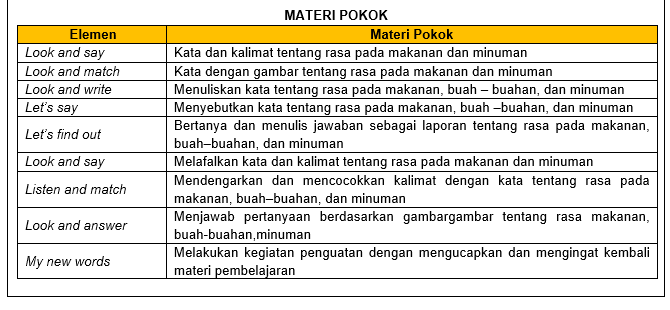 MATERI POKOK
Elemen Materi Pokok
Look and say Kata dan kalimat tentang rasa pada makanan dan minuman
Look and match Kata dengan gambar tentang rasa pada makanan dan minuman
Look and write Menuliskan kata tentang rasa pada makanan, buah – buahan, dan minuman
Let’s say Menyebutkan kata tentang rasa pada makanan, buah –buahan, dan minuman
Let’s find out Bertanya dan menulis jawaban sebagai laporan tentang rasa pada makanan,
buah–buahan, dan minuman
Look and say Melafalkan kata dan kalimat tentang rasa pada makanan dan minuman
Listen and match Mendengarkan dan mencocokkan kalimat dengan kata tentang rasa pada
makanan, buah–buahan, dan minuman
Look and answer Menjawab pertanyaan berdasarkan gambargambar tentang rasa makanan,
buah-buahan,minuman
My new words Melakukan kegiatan penguatan dengan mengucapkan dan mengingat kembali
materi pembelajaran